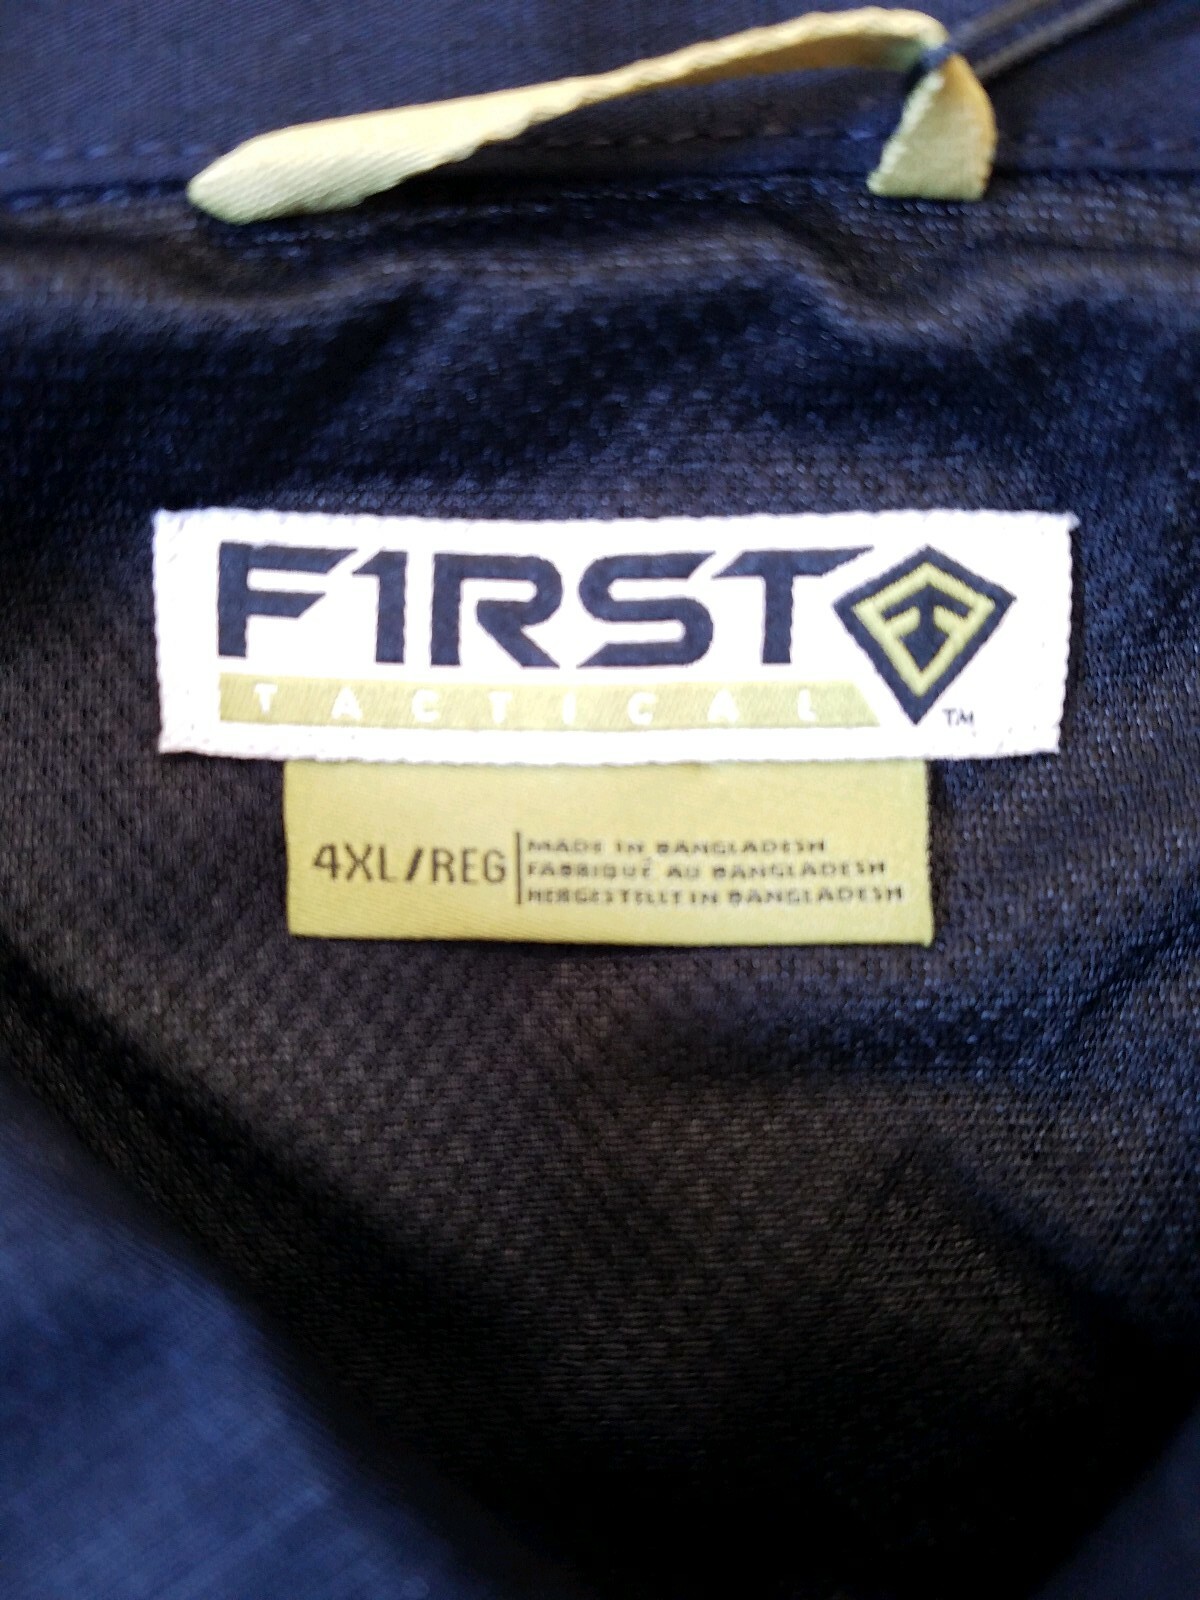 F1RST
TACTICAL
TM
4XL/REG
MADE IN BANGLADESH
FABRIQUÉ AU BANGLADESH
HERGESTELLT IN BANGLADESH